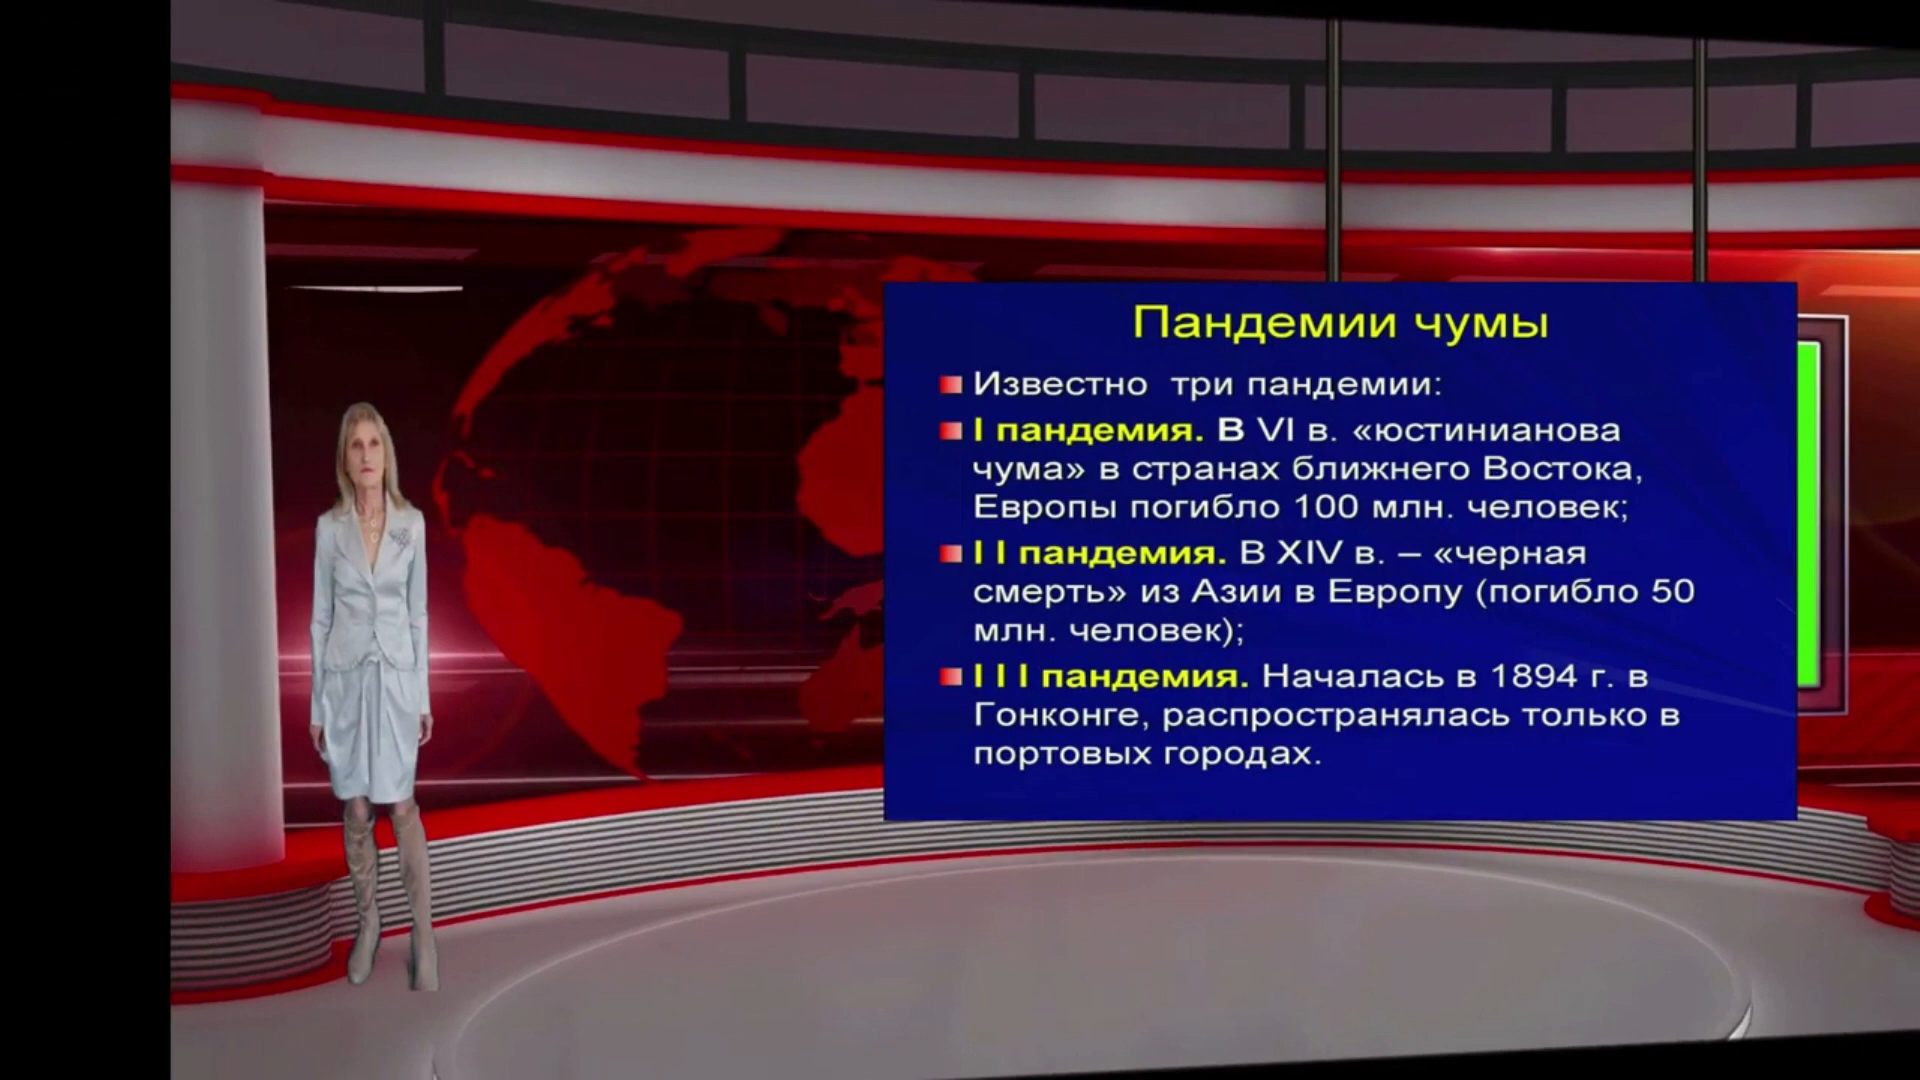 Пандемии чумы
Известно три пандемии:
I пандемия. В VI в. «юстинианова
чума» в странах ближнего Востока,
Европы погибло 100 млн. человек;
I I пандемия. В XIV в. – «черная
смерть» из Азии в Европу (погибло 50
млн. человек);
I I I пандемия. Началась в 1894 г. в
Гонконге, распространялась только в
портовых городах.